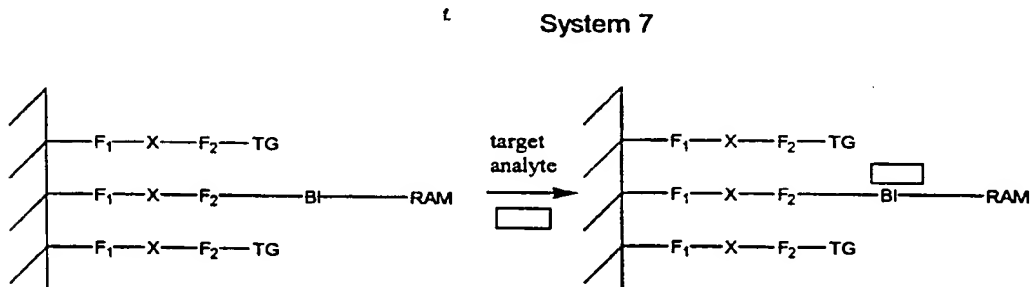 System 7
F₁—X—F₂—TG
target
analyte
F₁—X—F₂—BI—RAM
F₁—X—F₂—TG
F₁—X—F₂—TG
F₁—X—F₂—BI—RAM
F₁—X—F₂—TG